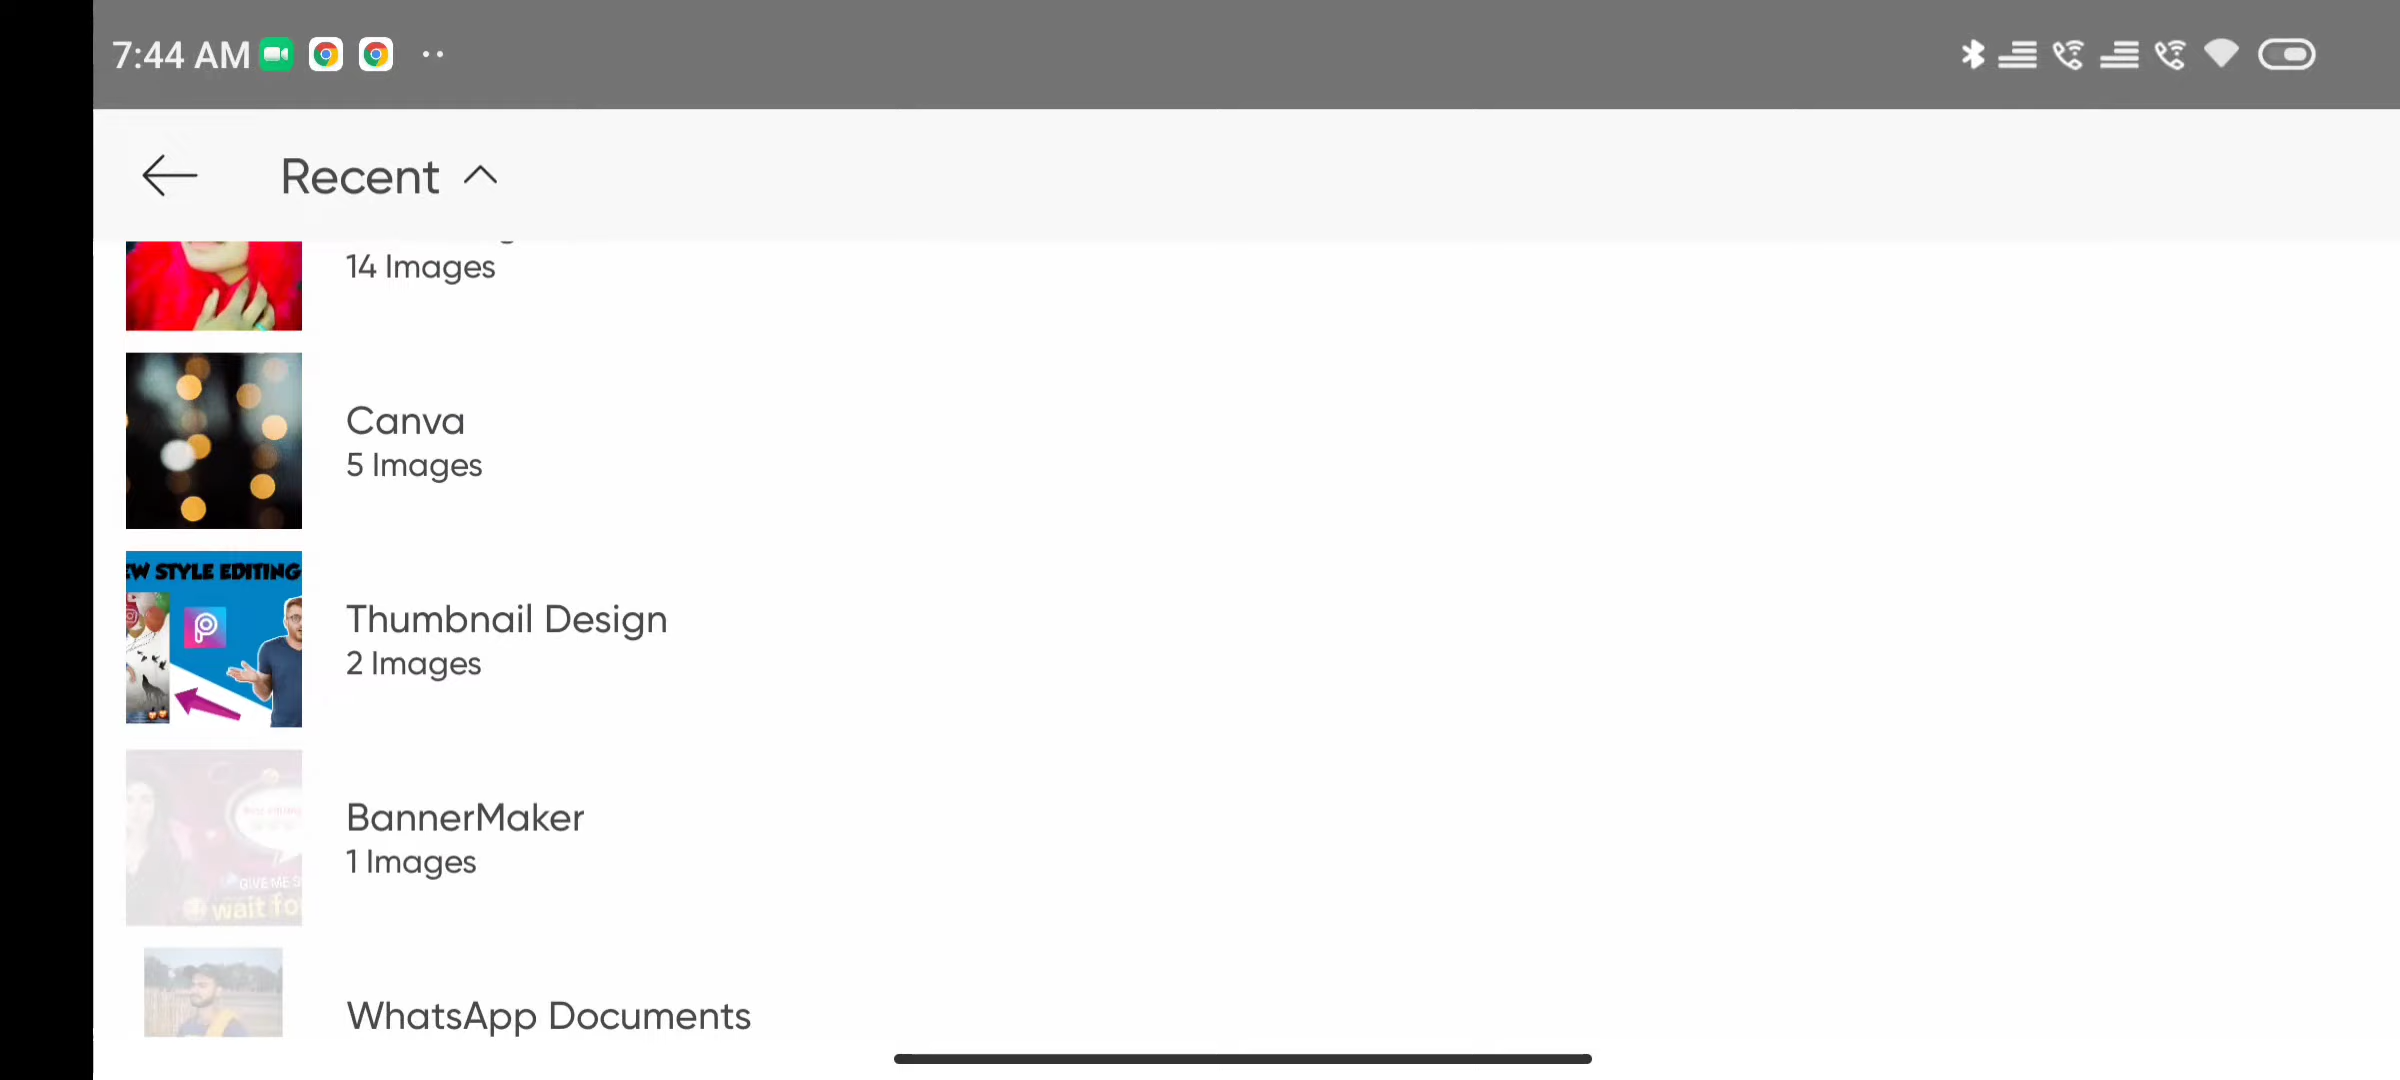 7:44 AM
Recent
14 Images
Canva
5 Images
EW STYLE EDITING
Thumbnail Design
2 Images
BannerMaker
1 Images
GIVE ME S
wait fo
WhatsApp Documents